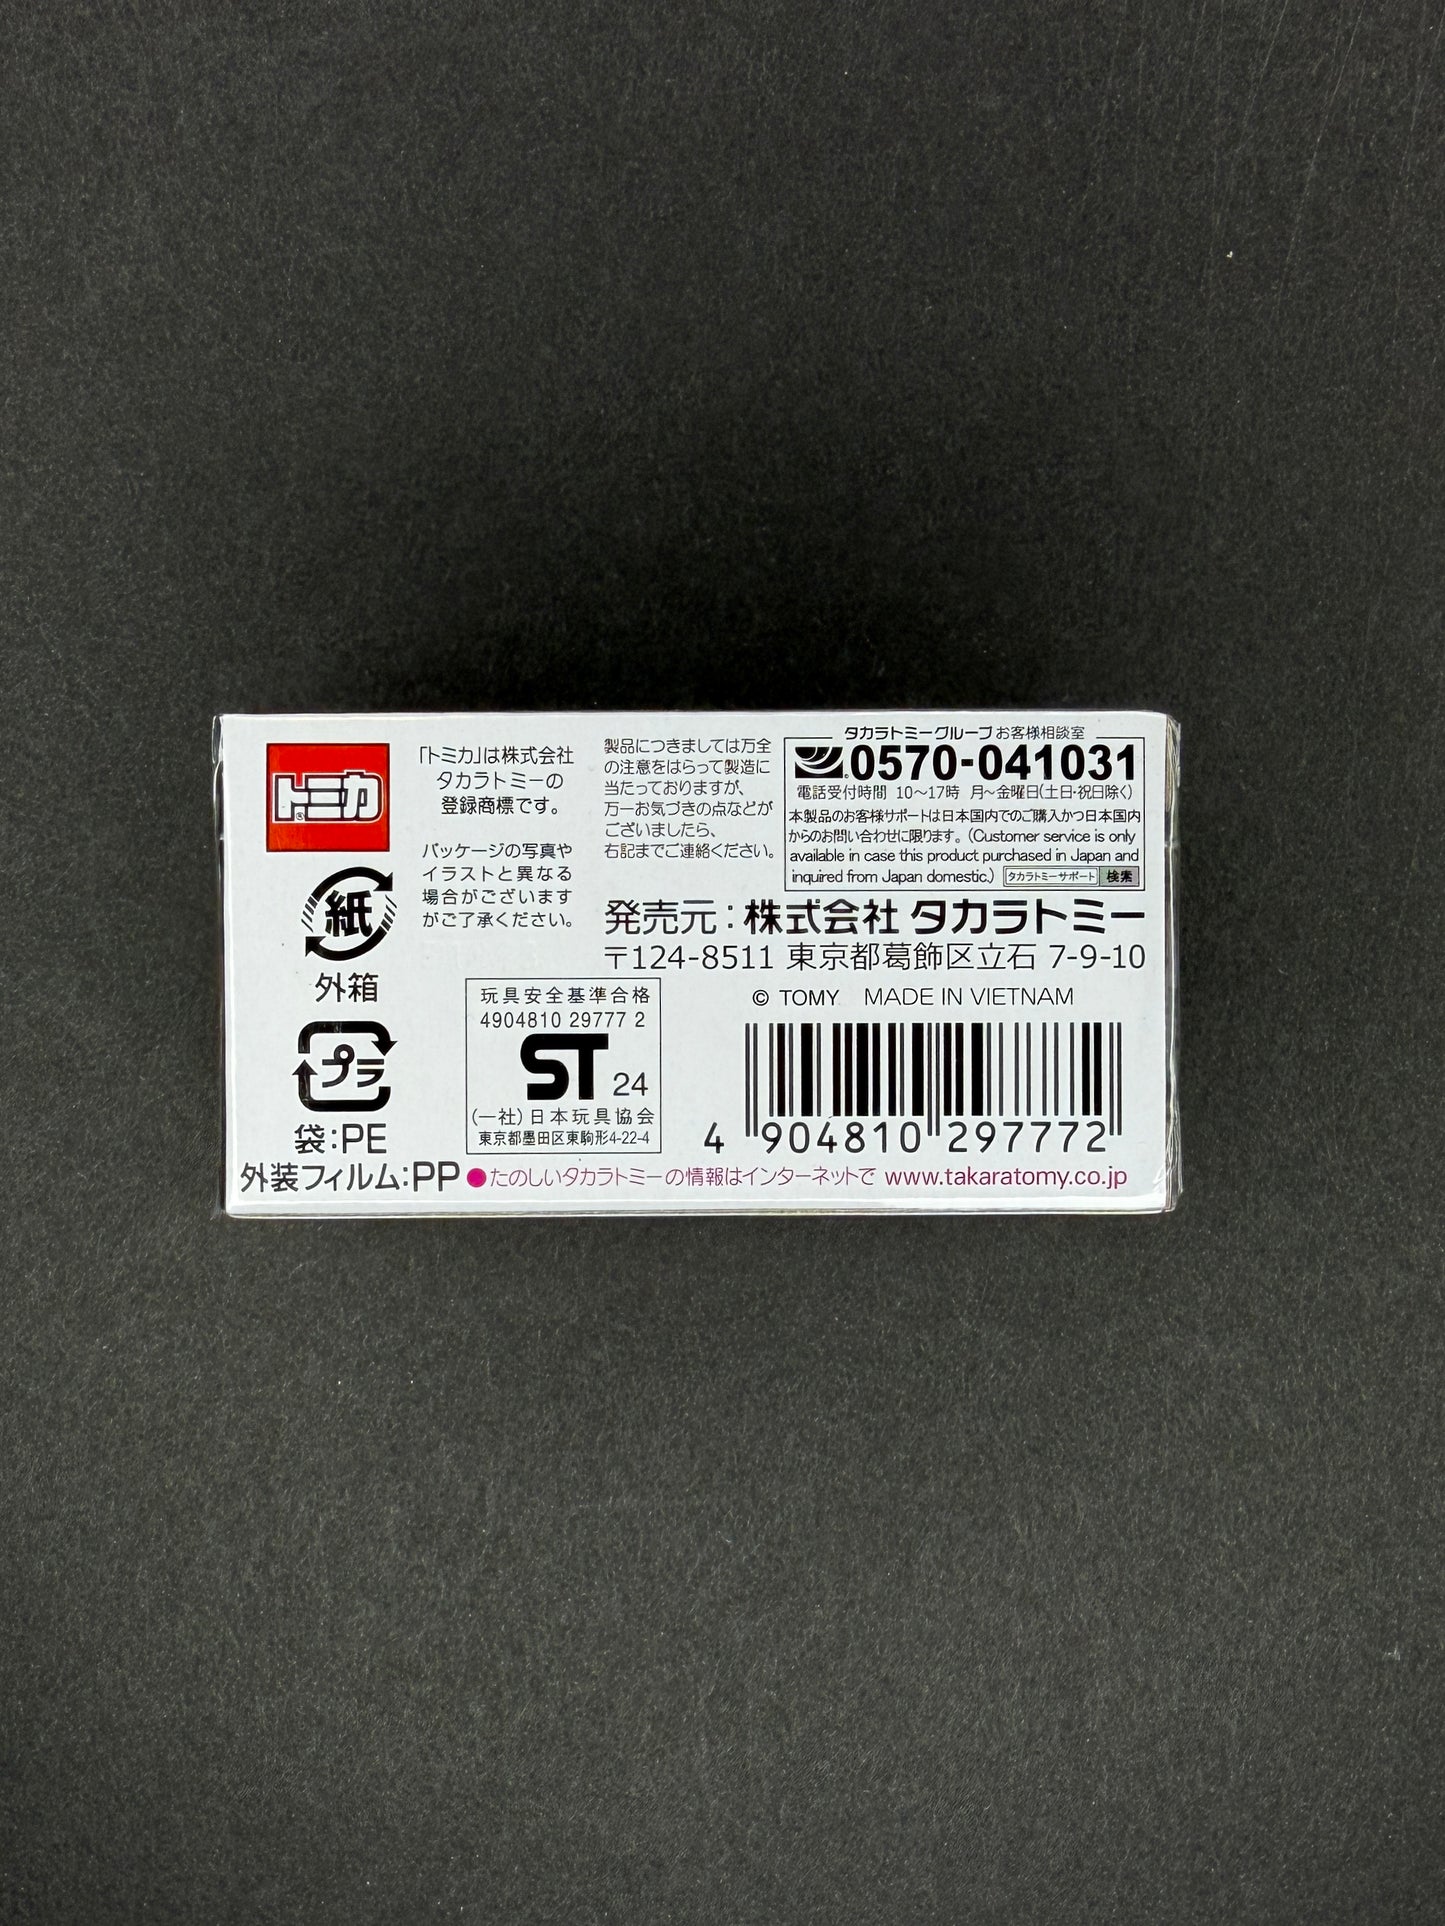 トミカ
®
「トミカ」は株式会社
タカラトミーの
登録商標です。
パッケージの写真や
イラストと異なる
場合がございます
がご了承ください。
製品につきましては万全
の注意をはらって製造に
当たっておりますが、
万一お気づきの点などが
ございましたら、
右記までご連絡ください。
タカラトミーグループ お客様相談室
0570-041031
電話受付時間 10〜17時 月〜金曜日(土日・祝日除く)
本製品のお客様サポートは日本国内でのご購入かつ日本国内
からのお問い合わせに限ります。(Customer service is only
available in case this product purchased in Japan and
inquired from Japan domestic.) タカラトミーサポート 検索
発売元:株式会社 タカラトミー
〒124-8511 東京都葛飾区立石 7-9-10
© TOMY MADE IN VIETNAM
紙
外箱
プラ
袋:PE
外装フィルム:PP
玩具安全基準合格
4904810 29777 2
ST 24
(一社)日本玩具協会
東京都墨田区東駒形4-22-4
4 904810 297772
●たのしいタカラトミーの情報はインターネットで www.takaratomy.co.jp